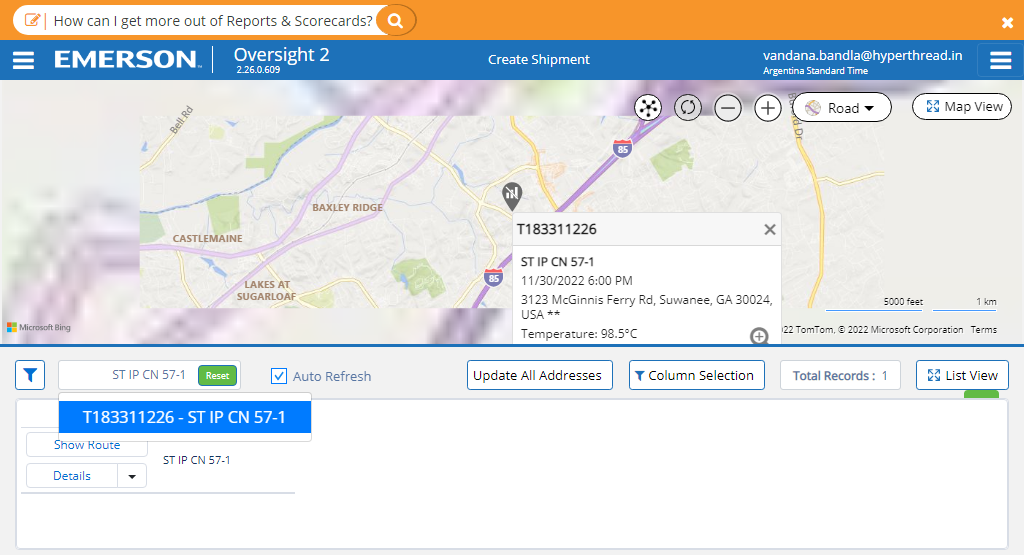 How can I get more out of Reports & Scorecards?
EMERSON
Oversight 2
2.26.0.609
Create Shipment
vandana.bandla@hyperthread.in
Argentina Standard Time
Bell Rd
Road
Map View
85
BAXLEY RIDGE
CASTLEMAINE
LAKES AT
SUGARLOAF
85
T183311226
ST IP CN 57-1
11/30/2022 6:00 PM
3123 McGinnis Ferry Rd, Suwanee, GA 30024,
USA **
Temperature: 98.5°C
5000 feet
1 km
Microsoft Bing
22 TomTom, © 2022 Microsoft Corporation
Terms
ST IP CN 57-1
Reset
Auto Refresh
Update All Addresses
Column Selection
Total Records : 1
List View
T183311226 - ST IP CN 57-1
Show Route
Details
ST IP CN 57-1